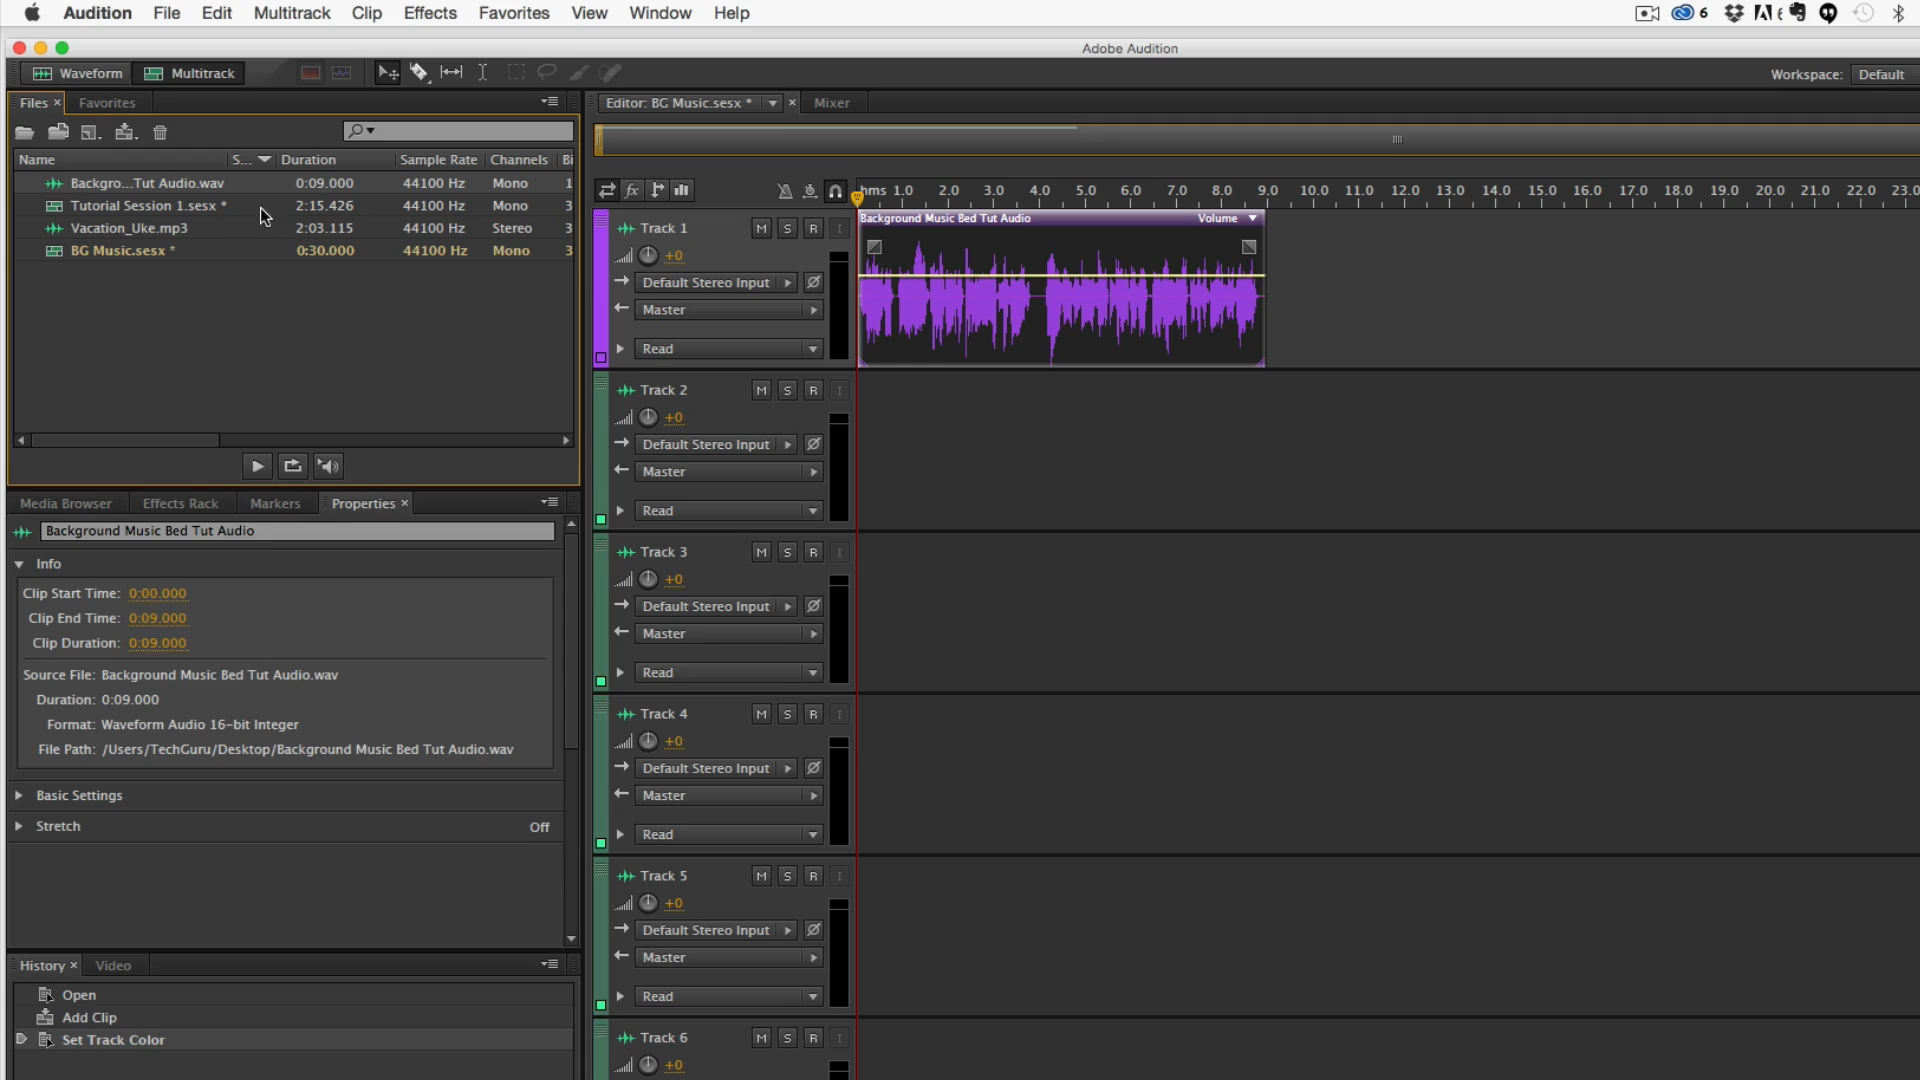 Audition File Edit Multitrack Clip Effects Favorites View Window Help 6
Adobe Audition
Waveform Multitrack Workspace: Default
Files × Favorites
Name S... Duration Sample Rate Channels Bi
Backgro...Tut Audio.wav 0:09.000 44100 Hz Mono 1
Tutorial Session 1.sesx * 2:15.426 44100 Hz Mono 3
Vacation_Uke.mp3 2:03.115 44100 Hz Stereo 3
BG Music.sesx * 0:30.000 44100 Hz Mono 3
Media Browser Effects Rack Markers Properties ×
Background Music Bed Tut Audio
Info
Clip Start Time: 0:00.000
Clip End Time: 0:09.000
Clip Duration: 0:09.000
Source File: Background Music Bed Tut Audio.wav
Duration: 0:09.000
Format: Waveform Audio 16-bit Integer
File Path: /Users/TechGuru/Desktop/Background Music Bed Tut Audio.wav
Basic Settings
Stretch Off
History × Video
Open
Add Clip
Set Track Color
Editor: BG Music.sesx * × Mixer
fx hms 1.0 2.0 3.0 4.0 5.0 6.0 7.0 8.0 9.0 10.0 11.0 12.0 13.0 14.0 15.0 16.0 17.0 18.0 19.0 20.0 21.0 22.0 23.0
Background Music Bed Tut Audio Volume
Track 1 M S R I
+0
Default Stereo Input
Master
Read
Track 2 M S R I
+0
Default Stereo Input
Master
Read
Track 3 M S R I
+0
Default Stereo Input
Master
Read
Track 4 M S R I
+0
Default Stereo Input
Master
Read
Track 5 M S R I
+0
Default Stereo Input
Master
Read
Track 6 M S R I
+0